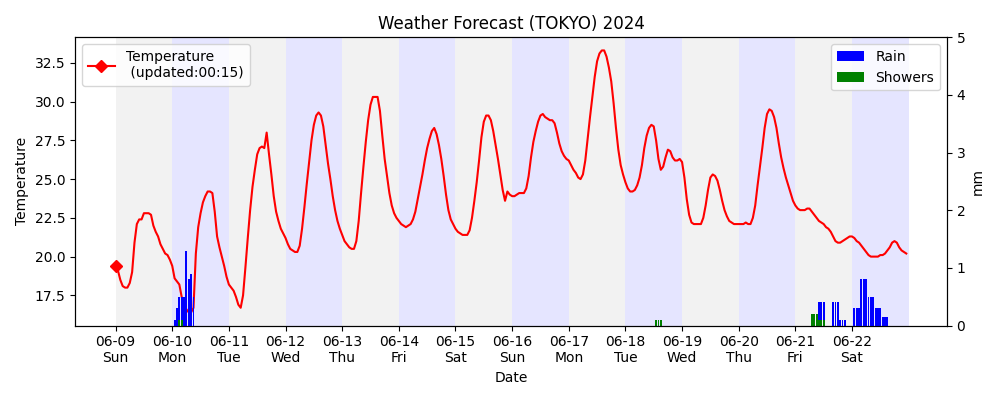 Weather Forecast (TOKYO) 2024
Temperature
(updated:00:15)
Rain
Showers
32.5
30.0
27.5
25.0
22.5
20.0
17.5
Temperature
5
4
3
2
1
0
mm
06-09 06-10 06-11 06-12 06-13 06-14 06-15 06-16 06-17 06-18 06-19 06-20 06-21 06-22
Sun Mon Tue Wed Thu Fri Sat Sun Mon Tue Wed Thu Fri Sat
Date